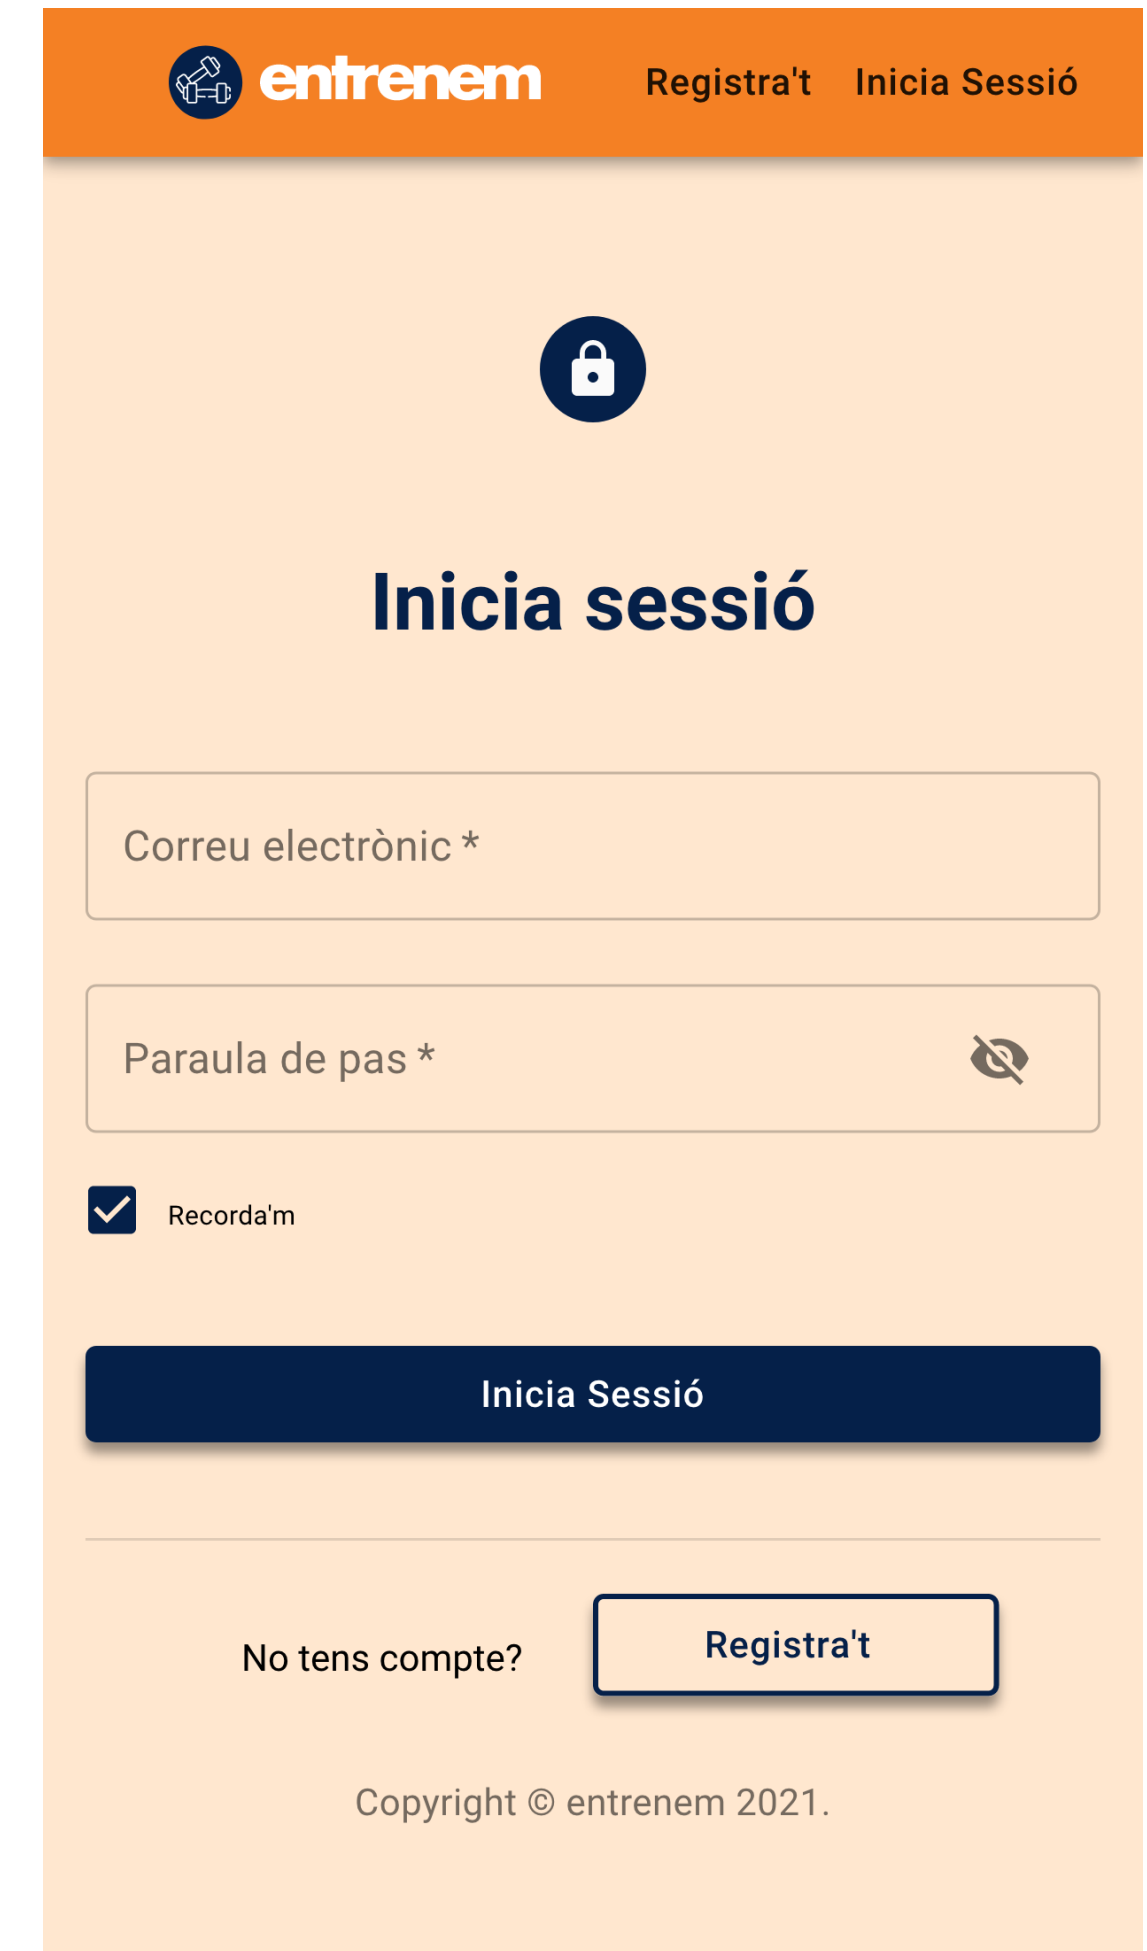 entrenem Registra't Inicia Sessió
Inicia sessió
Correu electrònic *
Paraula de pas *
Recorda'm
Inicia Sessió
No tens compte? Registra't
Copyright © entrenem 2021.